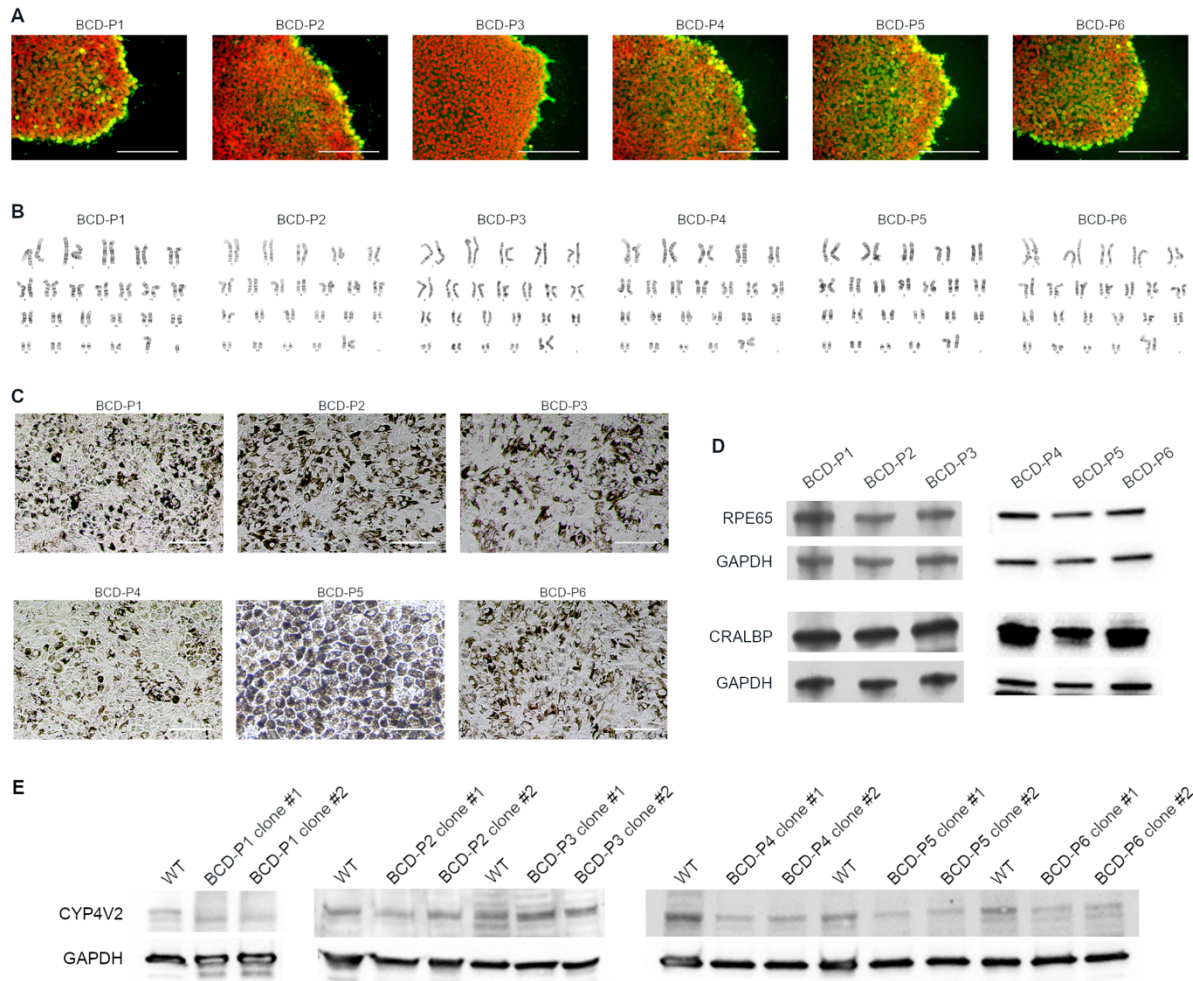 A
BCD-P1 BCD-P2 BCD-P3 BCD-P4 BCD-P5 BCD-P6
B
BCD-P1 BCD-P2 BCD-P3 BCD-P4 BCD-P5 BCD-P6
C
BCD-P1 BCD-P2 BCD-P3
BCD-P4 BCD-P5 BCD-P6
D
BCD-P1 BCD-P2 BCD-P3 BCD-P4 BCD-P5 BCD-P6
RPE65
GAPDH
CRALBP
GAPDH
E
WT BCD-P1 clone #1 BCD-P1 clone #2 WT BCD-P2 clone #1 BCD-P2 clone #2 WT BCD-P3 clone #1 BCD-P3 clone #2 WT BCD-P4 clone #1 BCD-P4 clone #2 WT BCD-P5 clone #1 BCD-P5 clone #2 WT BCD-P6 clone #1 BCD-P6 clone #2
CYP4V2
GAPDH